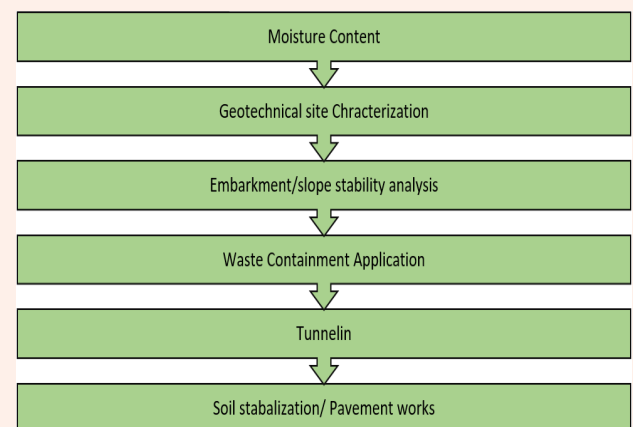 Moisture Content
Geotechnical site Chracterization
Embarkment/slope stability analysis
Waste Containment Application
Tunnelin
Soil stabalization/ Pavement works